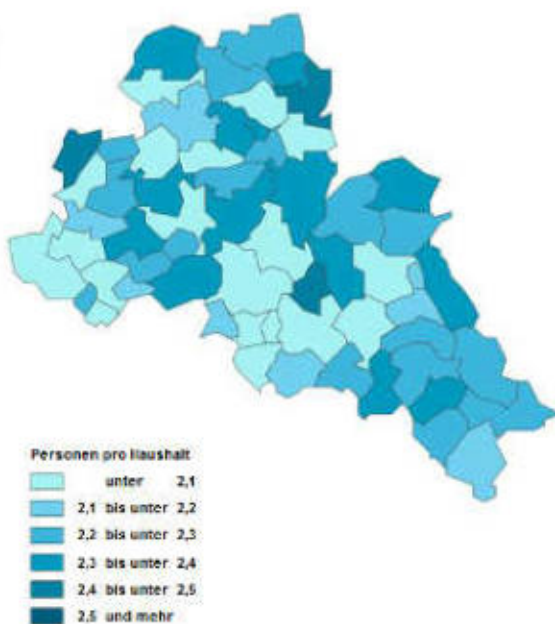 Personen pro Haushalt
unter 2,1
2,1 bis unter 2,2
2,2 bis unter 2,3
2,3 bis unter 2,4
2,4 bis unter 2,5
2,5 und mehr